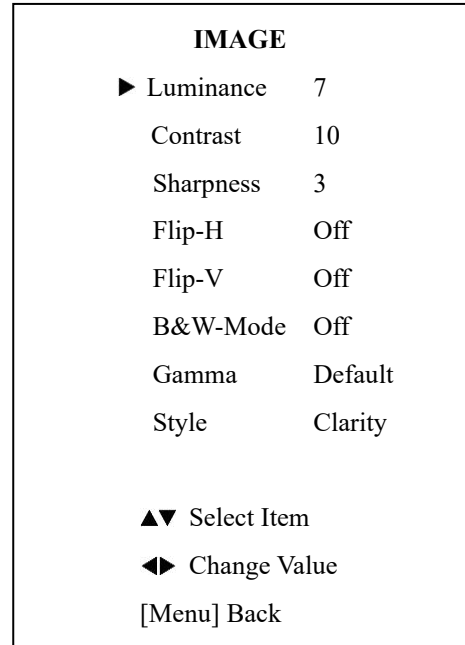 IMAGE
▶ Luminance 7
Contrast 10
Sharpness 3
Flip-H Off
Flip-V Off
B&W-Mode Off
Gamma Default
Style Clarity
▲▼ Select Item
◀▶ Change Value
[Menu] Back